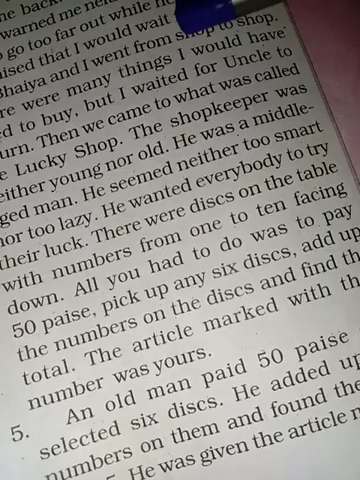 the back
warned me
go too far out while he
ised that I would wait
Bhaiya and I went from shop to shop.
re were many things I would have
ed to buy, but I waited for Uncle to
urn. Then we came to what was called
e Lucky Shop. The shopkeeper was
either young nor old. He was a middle-
ged man. He seemed neither too smart
nor too lazy. He wanted everybody to try
their luck. There were discs on the table
with numbers from one to ten facing
down. All you had to do was to pay
50 paise, pick up any six discs, add up
the numbers on the discs and find th
total. The article marked with th
number was yours.
5. An old man paid 50 paise
selected six discs. He added up
numbers on them and found the
5. He was given the article